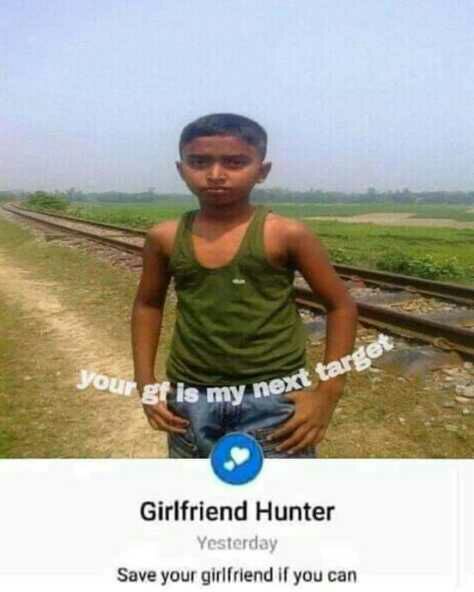 your gf is my next target
Girlfriend Hunter
Yesterday
Save your girlfriend if you can